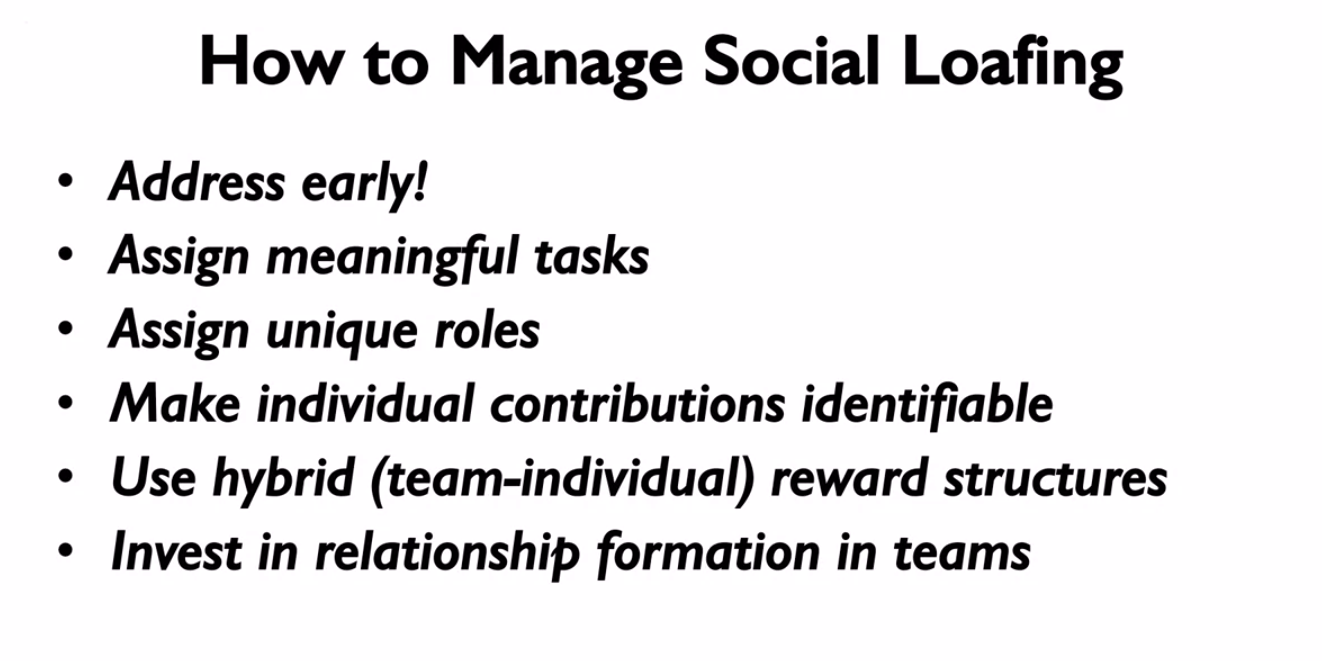 How to Manage Social Loafing
• Address early!
• Assign meaningful tasks
• Assign unique roles
• Make individual contributions identifiable
• Use hybrid (team-individual) reward structures
• Invest in relationship formation in teams